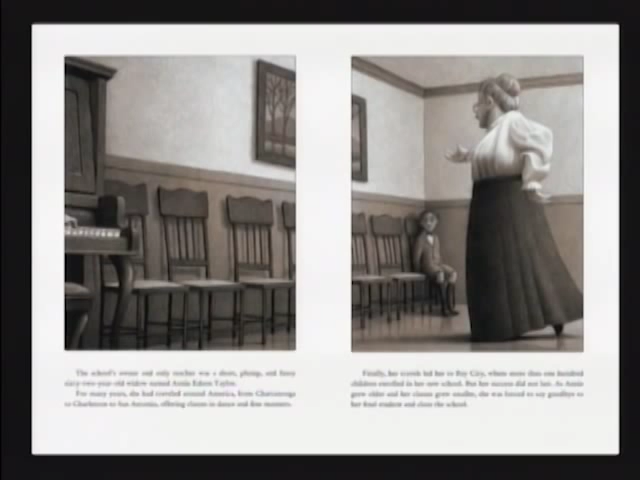 The school's owner and only teacher was a short, plump, and fussy
sixty-two-year-old widow named Annie Edson Taylor.
For many years, she had traveled around America, from Chattanooga
to Charleston to San Antonio, offering classes in dance and fine manners.
Finally, her travels led her to Bay City, where more than one hundred
children enrolled in her new school. But her success did not last. As Annie
grew older and her classes grew smaller, she was forced to say goodbye to
her final student and close the school.